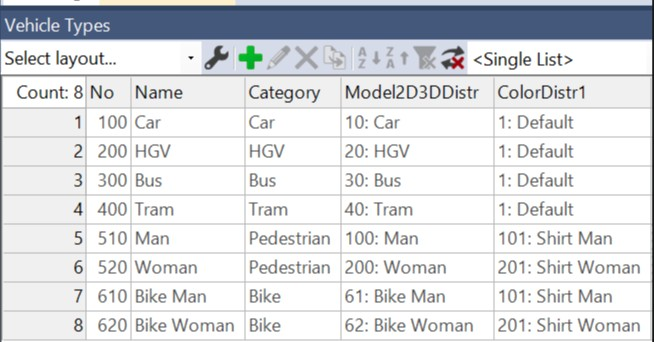 Vehicle Types
Select layout... <Single List>
Count: 8 No Name Category Model2D3DDistr ColorDistr1
1 100 Car Car 10: Car 1: Default
2 200 HGV HGV 20: HGV 1: Default
3 300 Bus Bus 30: Bus 1: Default
4 400 Tram Tram 40: Tram 1: Default
5 510 Man Pedestrian 100: Man 101: Shirt Man
6 520 Woman Pedestrian 200: Woman 201: Shirt Woman
7 610 Bike Man Bike 61: Bike Man 101: Shirt Man
8 620 Bike Woman Bike 62: Bike Woman 201: Shirt Woman